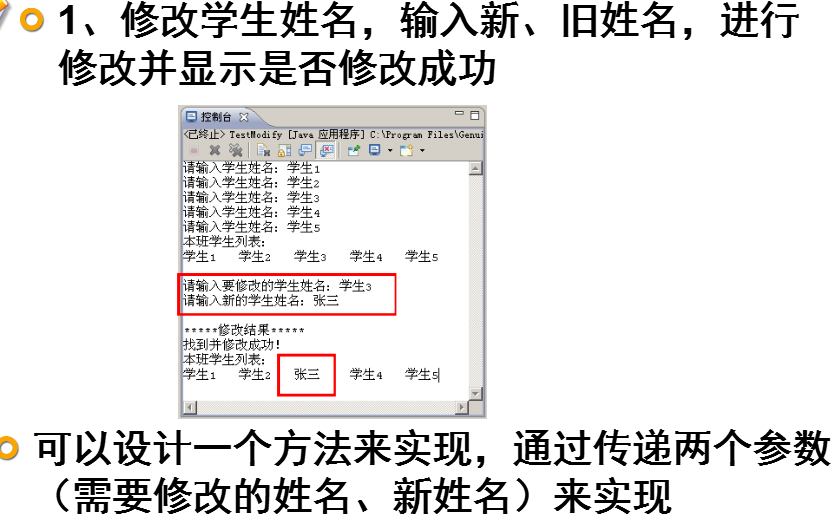 1、修改学生姓名，输入新、旧姓名，进行
修改并显示是否修改成功
控制台
<已终止> TestModify [Java 应用程序] C:\Program Files\Genui
请输入学生姓名：学生1
请输入学生姓名：学生2
请输入学生姓名：学生3
请输入学生姓名：学生4
请输入学生姓名：学生5
本班学生列表：
学生1 学生2 学生3 学生4 学生5
请输入要修改的学生姓名：学生3
请输入新的学生姓名：张三
*****修改结果*****
找到并修改成功!
本班学生列表：
学生1 学生2 张三 学生4 学生5
可以设计一个方法来实现，通过传递两个参数
（需要修改的姓名、新姓名）来实现